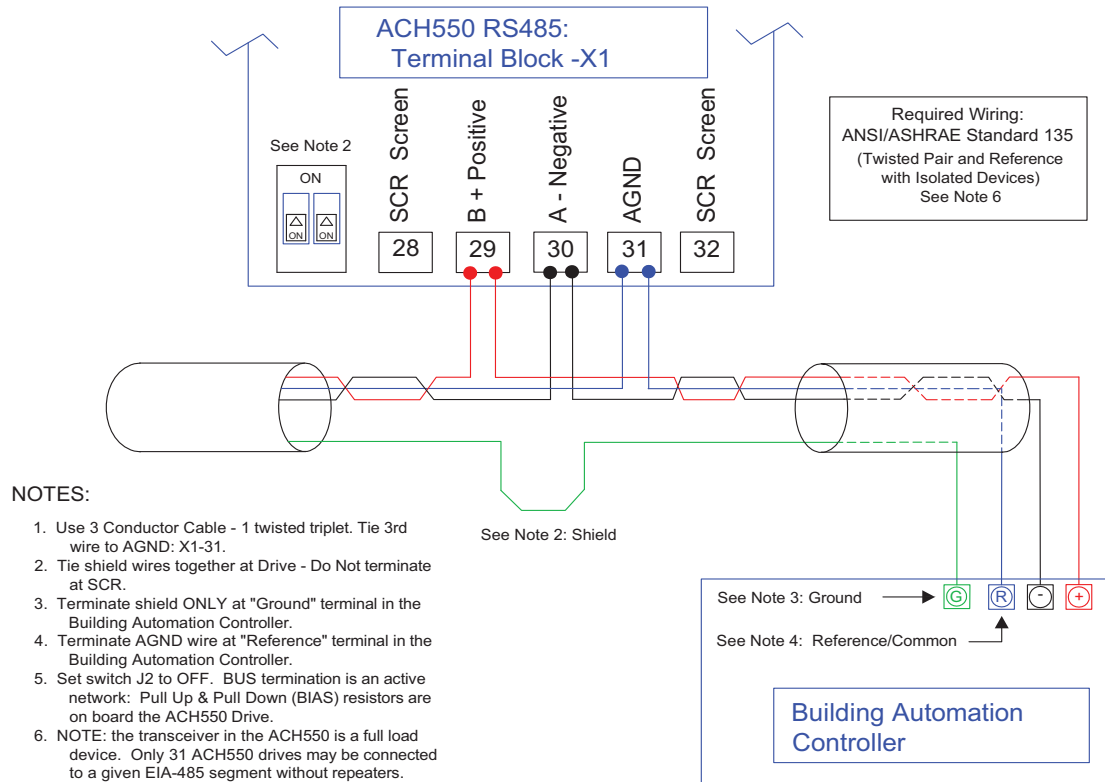 ACH550 RS485:
Terminal Block -X1
See Note 2
ON
ON
ON
SCR Screen
B + Positive
A - Negative
AGND
SCR Screen
28
29
30
31
32
Required Wiring:
ANSI/ASHRAE Standard 135
(Twisted Pair and Reference
with Isolated Devices)
See Note 6
NOTES:
1. Use 3 Conductor Cable - 1 twisted triplet. Tie 3rd
wire to AGND: X1-31.
2. Tie shield wires together at Drive - Do Not terminate
at SCR.
3. Terminate shield ONLY at "Ground" terminal in the
Building Automation Controller.
4. Terminate AGND wire at "Reference" terminal in the
Building Automation Controller.
5. Set switch J2 to OFF. BUS termination is an active
network: Pull Up & Pull Down (BIAS) resistors are
on board the ACH550 Drive.
6. NOTE: the transceiver in the ACH550 is a full load
device. Only 31 ACH550 drives may be connected
to a given EIA-485 segment without repeaters.
See Note 2: Shield
See Note 3: Ground
G
R
-
+
See Note 4: Reference/Common
Building Automation
Controller